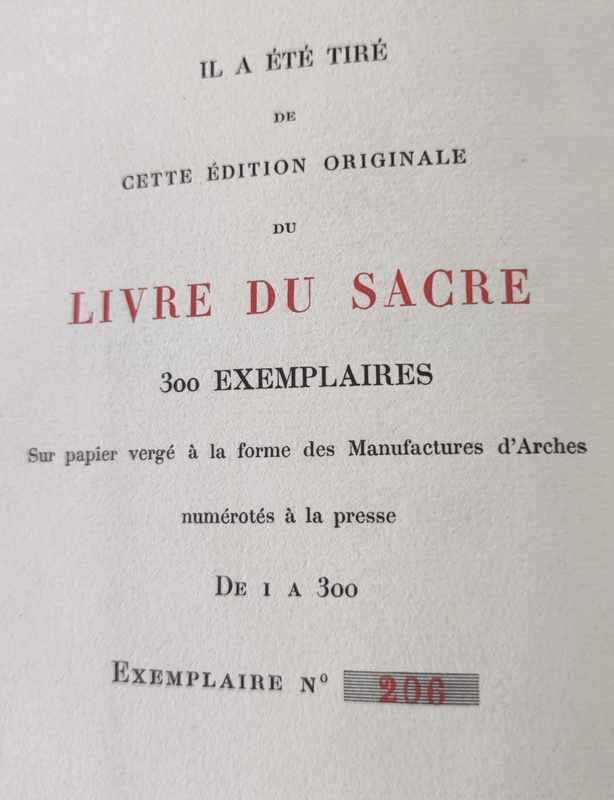 IL A ÉTÉ TIRÉ
DE
CETTE ÉDITION ORIGINALE
DU
LIVRE DU SACRE
300 EXEMPLAIRES
Sur papier vergé à la forme des Manufactures d'Arches
numérotés à la presse
DE 1 A 300
EXEMPLAIRE N° 206